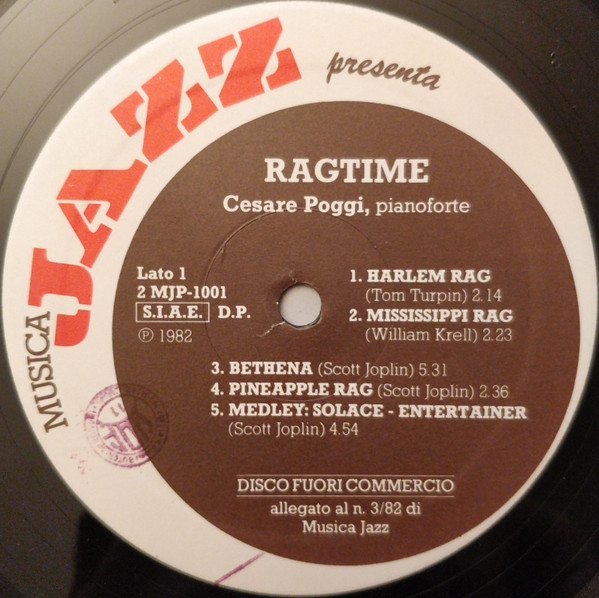 MUSICA JAZZ presenta
RAGTIME
Cesare Poggi, pianoforte
Lato 1
2 MJP-1001
S.I.A.E. D.P.
℗ 1982
1. HARLEM RAG
(Tom Turpin) 2.14
2. MISSISSIPPI RAG
(William Krell) 2.23
3. BETHENA (Scott Joplin) 5.31
4. PINEAPPLE RAG (Scott Joplin) 2.36
5. MEDLEY: SOLACE - ENTERTAINER
(Scott Joplin) 4.54
DISCO FUORI COMMERCIO
allegato al n. 3/82 di
Musica Jazz